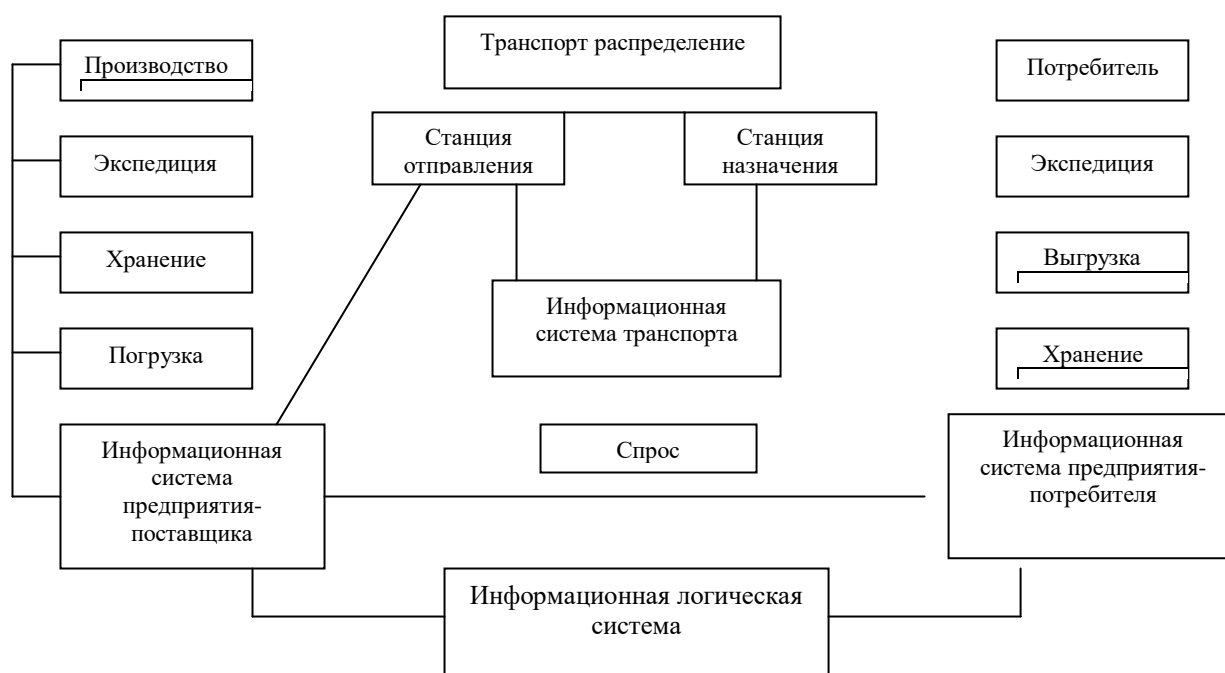 Транспорт распределение
Производство
Потребитель
Станция
отправления
Станция
назначения
Экспедиция
Экспедиция
Хранение
Выгрузка
Информационная
система транспорта
Погрузка
Хранение
Информационная
система
предприятия-
поставщика
Спрос
Информационная
система предприятия-
потребителя
Информационная логическая
система